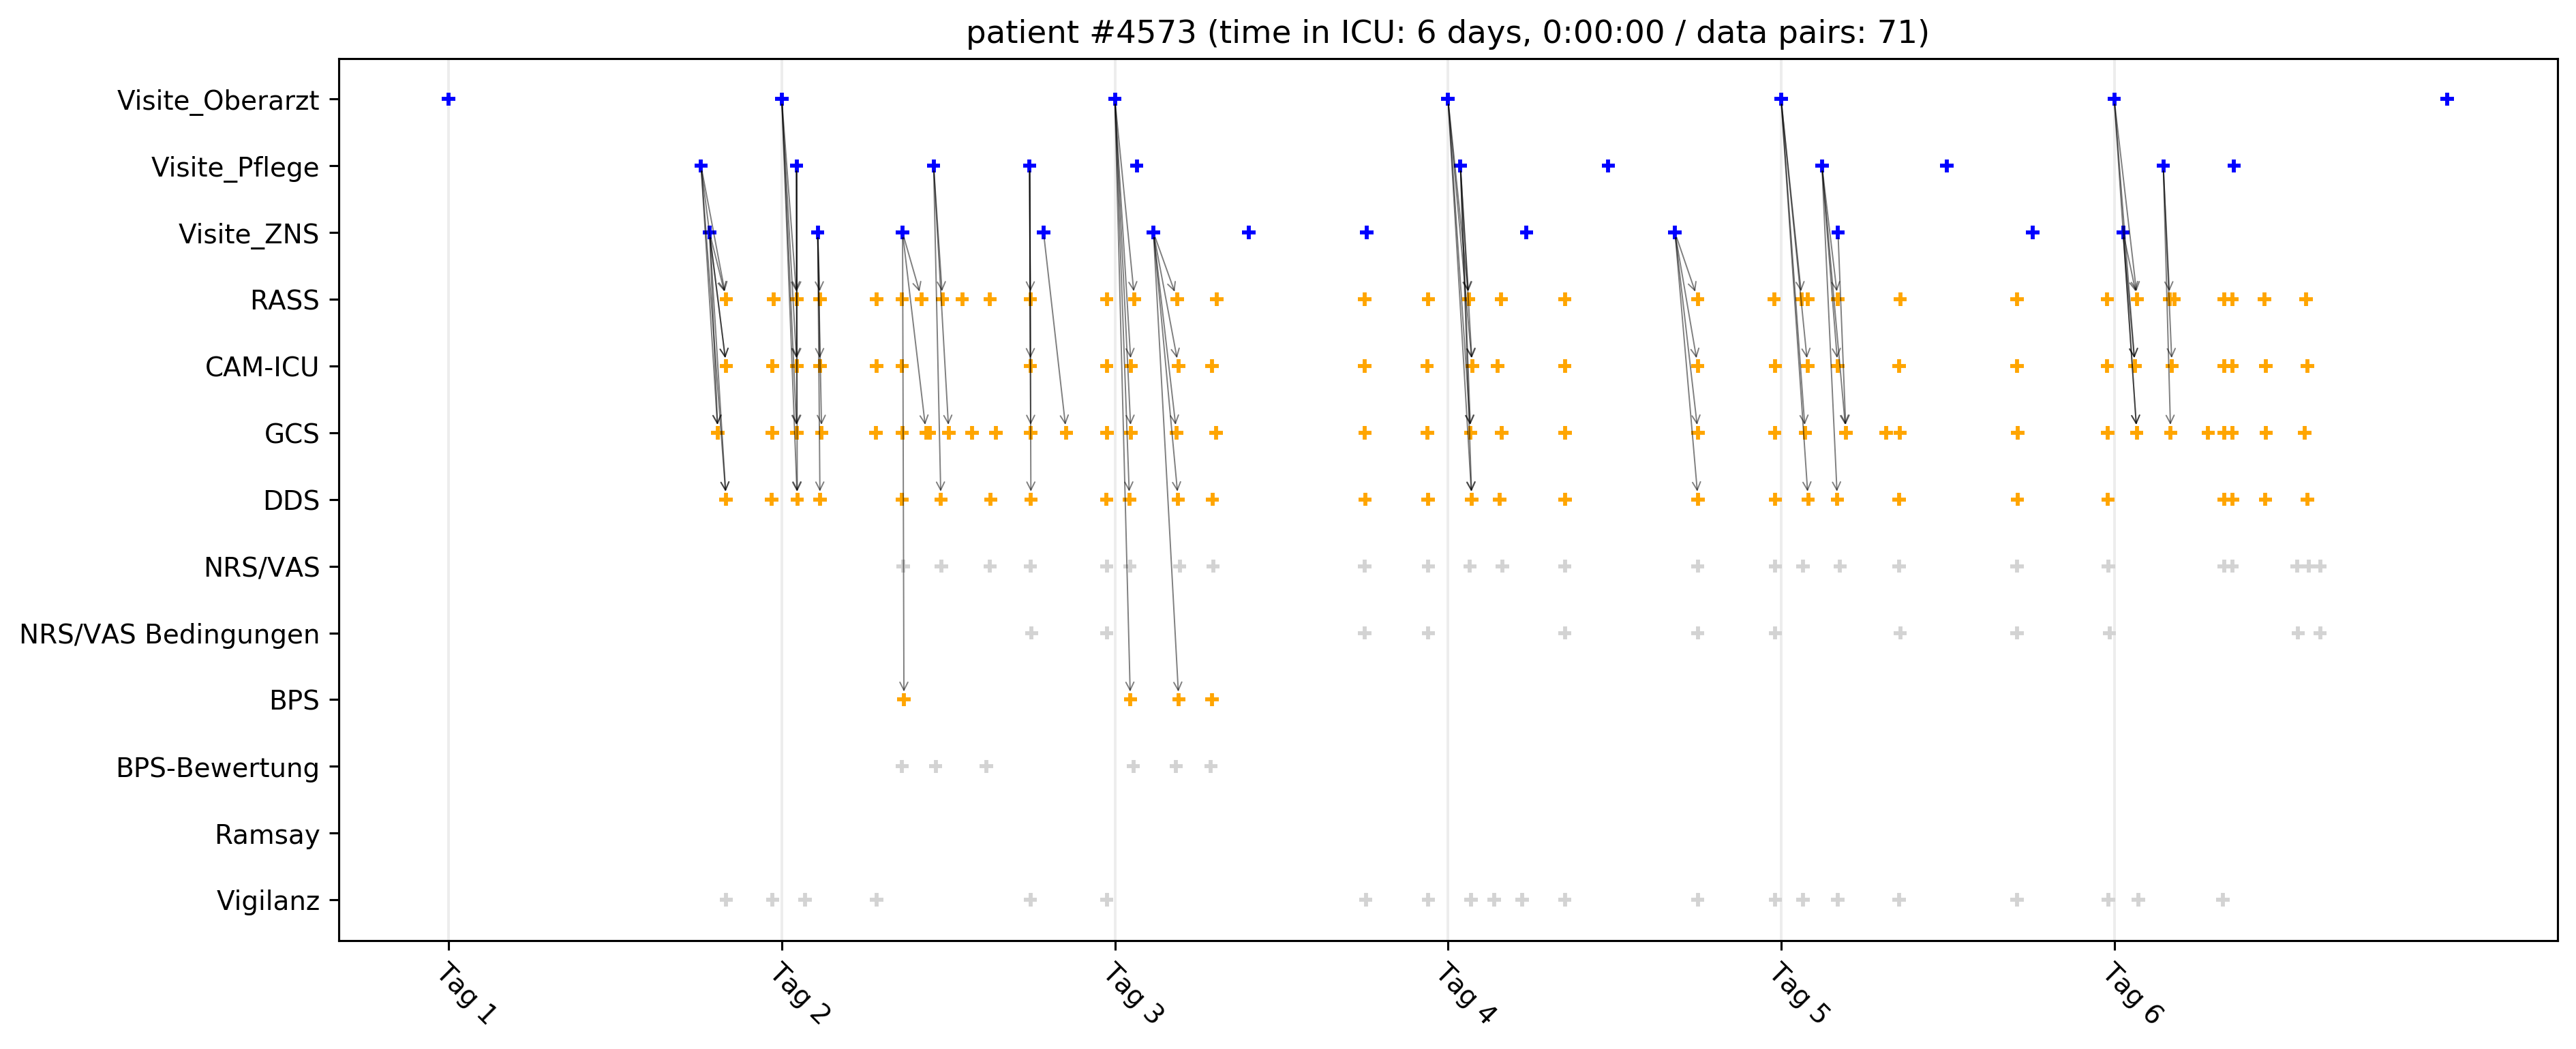 patient #4573 (time in ICU: 6 days, 0:00:00 / data pairs: 71)
Visite_Oberarzt
Visite_Pflege
Visite_ZNS
RASS
CAM-ICU
GCS
DDS
NRS/VAS
NRS/VAS Bedingungen
BPS
BPS-Bewertung
Ramsay
Vigilanz
Tag 1
Tag 2
Tag 3
Tag 4
Tag 5
Tag 6